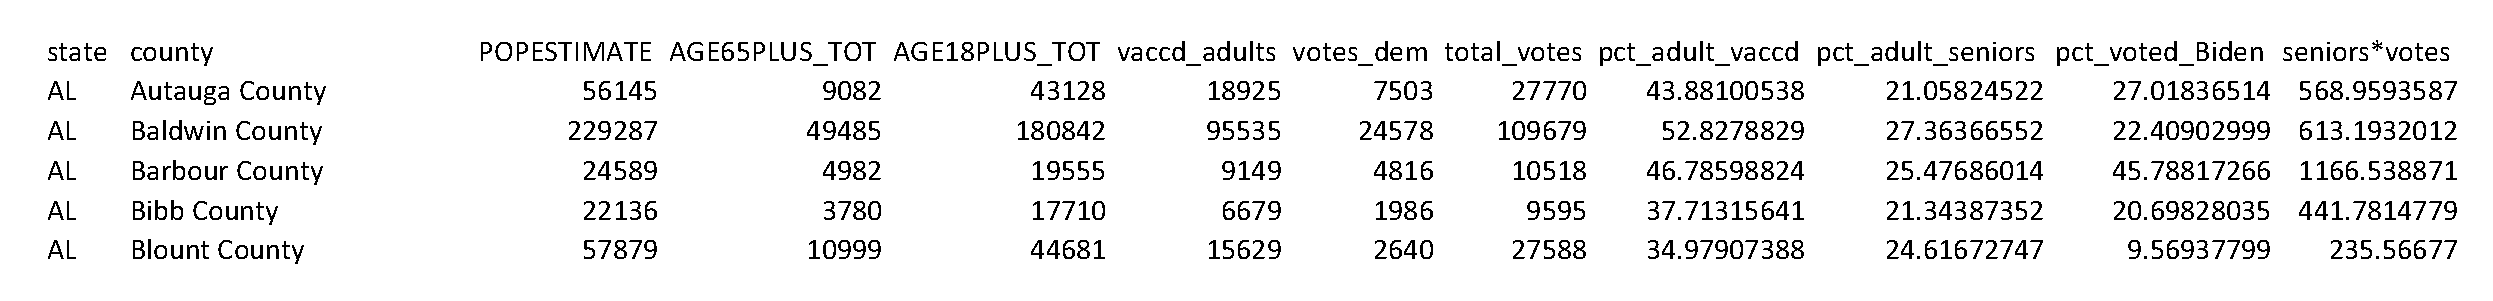 state county POPESTIMATE AGE65PLUS_TOT AGE18PLUS_TOT vaccd_adults votes_dem total_votes pct_adult_vaccd pct_adult_seniors pct_voted_Biden seniors*votes
AL Autauga County 56145 9082 43128 18925 7503 27770 43.88100538 21.05824522 27.01836514 568.9593587
AL Baldwin County 229287 49485 180842 95535 24578 109679 52.8278829 27.36366552 22.40902999 613.1932012
AL Barbour County 24589 4982 19555 9149 4816 10518 46.78598824 25.47686014 45.78817266 1166.538871
AL Bibb County 22136 3780 17710 6679 1986 9595 37.71315641 21.34387352 20.69828035 441.7814779
AL Blount County 57879 10999 44681 15629 2640 27588 34.97907388 24.61672747 9.56937799 235.56677